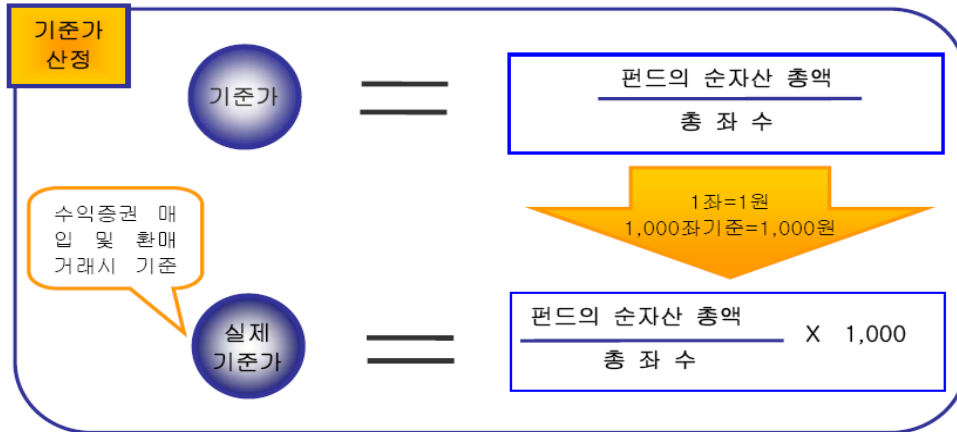 기준가
산정
기준가
펀드의 순자산 총액
총 좌 수
수익증권 매
입 및 환매
거래시 기준
1좌=1원
1,000좌기준=1,000원
실제
기준가
펀드의 순자산 총액
총 좌 수
X 1,000